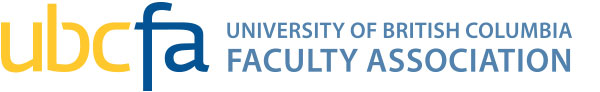 ubcfa
UNIVERSITY OF BRITISH COLUMBIA
FACULTY ASSOCIATION